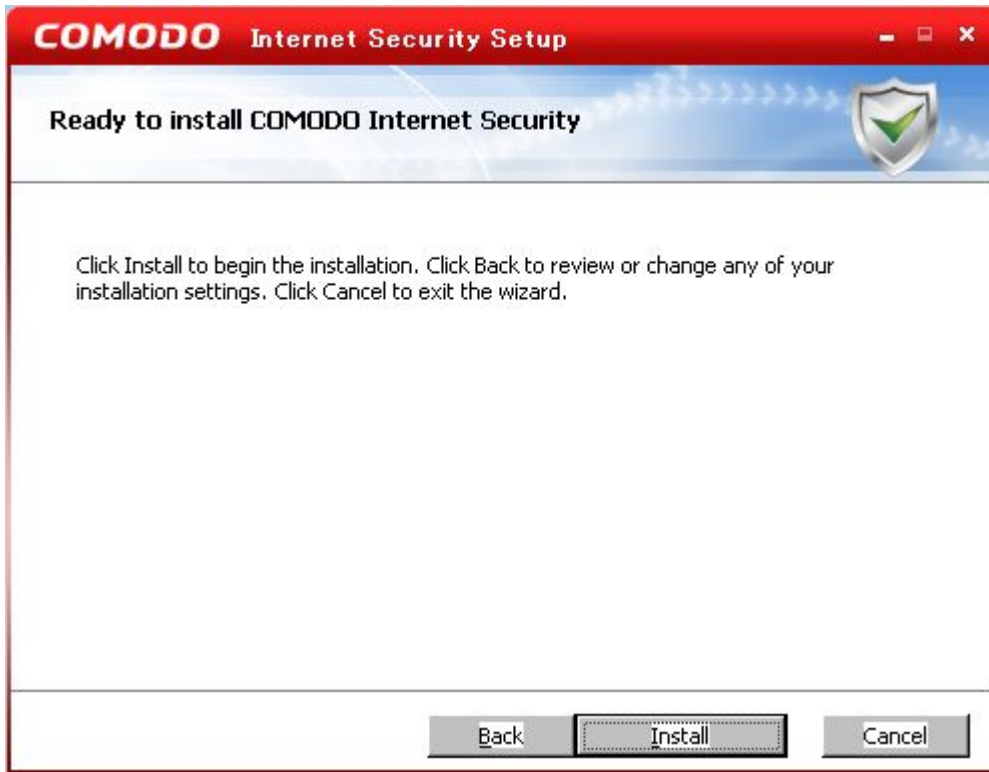 COMODO Internet Security Setup
Ready to install COMODO Internet Security
Click Install to begin the installation. Click Back to review or change any of your
installation settings. Click Cancel to exit the wizard.
Back Install Cancel